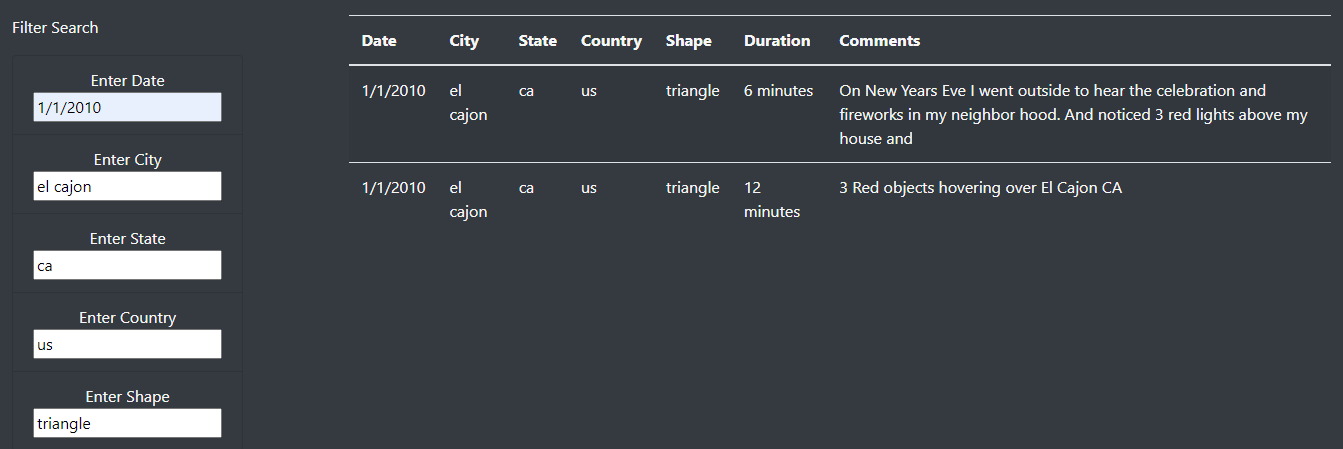 Filter Search
Enter Date
1/1/2010
Enter City
el cajon
Enter State
ca
Enter Country
us
Enter Shape
triangle
Date City State Country Shape Duration Comments
1/1/2010 el ca us triangle 6 minutes On New Years Eve I went outside to hear the celebration and
cajon fireworks in my neighbor hood. And noticed 3 red lights above my
house and
1/1/2010 el ca us triangle 12 3 Red objects hovering over El Cajon CA
cajon minutes